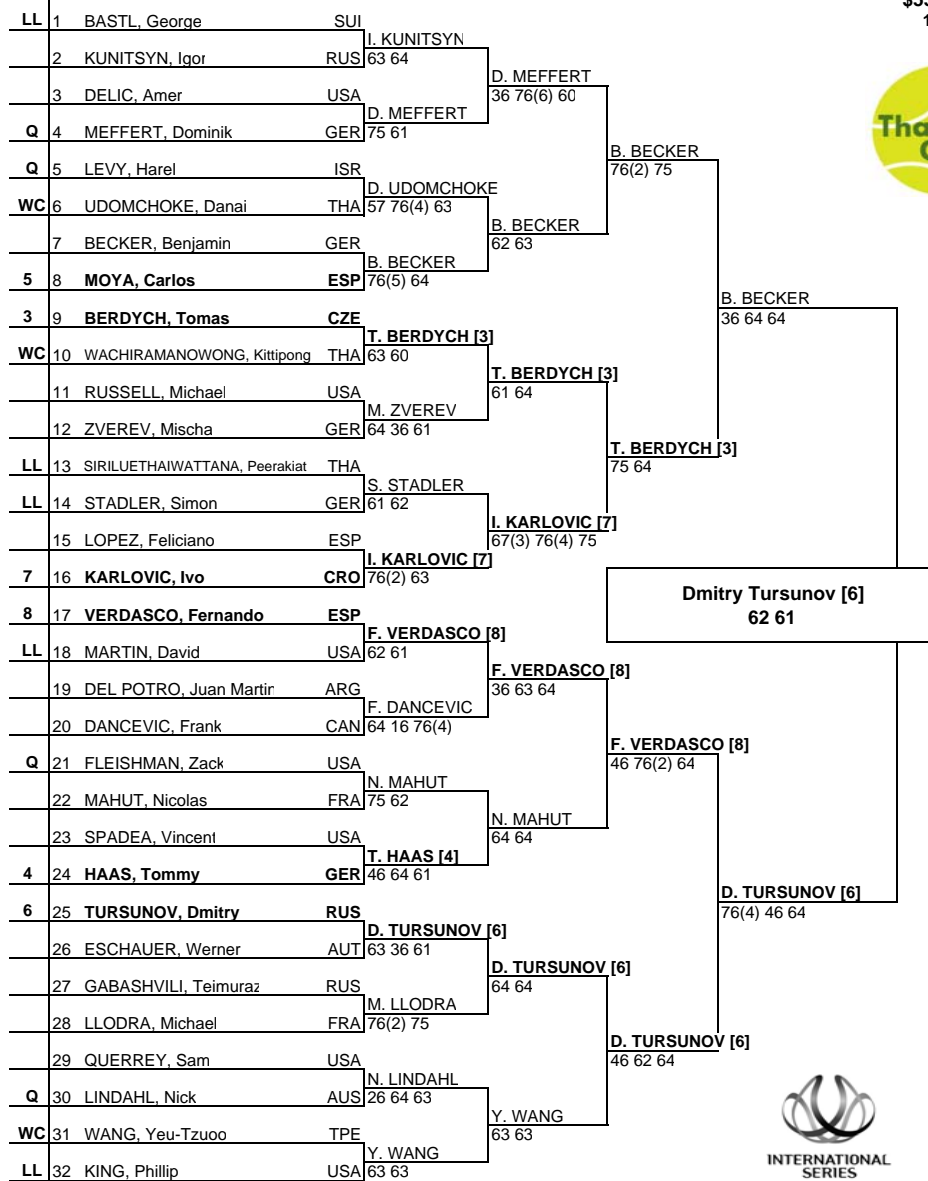 $53
1
LL 1 BASTL, George SUI
I. KUNITSYN
2 KUNITSYN, Igor RUS 63 64
D. MEFFERT
3 DELIC, Amer USA 36 76(6) 60
D. MEFFERT
Q 4 MEFFERT, Dominik GER 75 61
B. BECKER
Q 5 LEVY, Harel ISR 76(2) 75
D. UDOMCHOKE
WC 6 UDOMCHOKE, Danai THA 57 76(4) 63
B. BECKER
7 BECKER, Benjamin GER 62 63
B. BECKER
5 8 MOYA, Carlos ESP 76(5) 64
B. BECKER
3 9 BERDYCH, Tomas CZE 36 64 64
T. BERDYCH [3]
WC 10 WACHIRAMANOWONG, Kittipong THA 63 60
T. BERDYCH [3]
11 RUSSELL, Michael USA 61 64
M. ZVEREV
12 ZVEREV, Mischa GER 64 36 61
T. BERDYCH [3]
LL 13 SIRILUETHAIWATTANA, Peerakiat THA 75 64
S. STADLER
LL 14 STADLER, Simon GER 61 62
I. KARLOVIC [7]
15 LOPEZ, Feliciano ESP 67(3) 76(4) 75
I. KARLOVIC [7]
7 16 KARLOVIC, Ivo CRO 76(2) 63
Dmitry Tursunov [6]
62 61
8 17 VERDASCO, Fernando ESP
F. VERDASCO [8]
LL 18 MARTIN, David USA 62 61
F. VERDASCO [8]
19 DEL POTRO, Juan Martin ARG 36 63 64
F. DANCEVIC
20 DANCEVIC, Frank CAN 64 16 76(4)
F. VERDASCO [8]
Q 21 FLEISHMAN, Zack USA 46 76(2) 64
N. MAHUT
22 MAHUT, Nicolas FRA 75 62
N. MAHUT
23 SPADEA, Vincent USA 64 64
T. HAAS [4]
4 24 HAAS, Tommy GER 46 64 61
D. TURSUNOV [6]
6 25 TURSUNOV, Dmitry RUS 76(4) 46 64
D. TURSUNOV [6]
26 ESCHAUER, Werner AUT 63 36 61
D. TURSUNOV [6]
27 GABASHVILI, Teimuraz RUS 64 64
M. LLODRA
28 LLODRA, Michael FRA 76(2) 75
D. TURSUNOV [6]
29 QUERREY, Sam USA 46 62 64
N. LINDAHL
Q 30 LINDAHL, Nick AUS 26 64 63
Y. WANG
WC 31 WANG, Yeu-Tzuoo TPE 63 63
Y. WANG
LL 32 KING, Phillip USA 63 63
INTERNATIONAL
SERIES